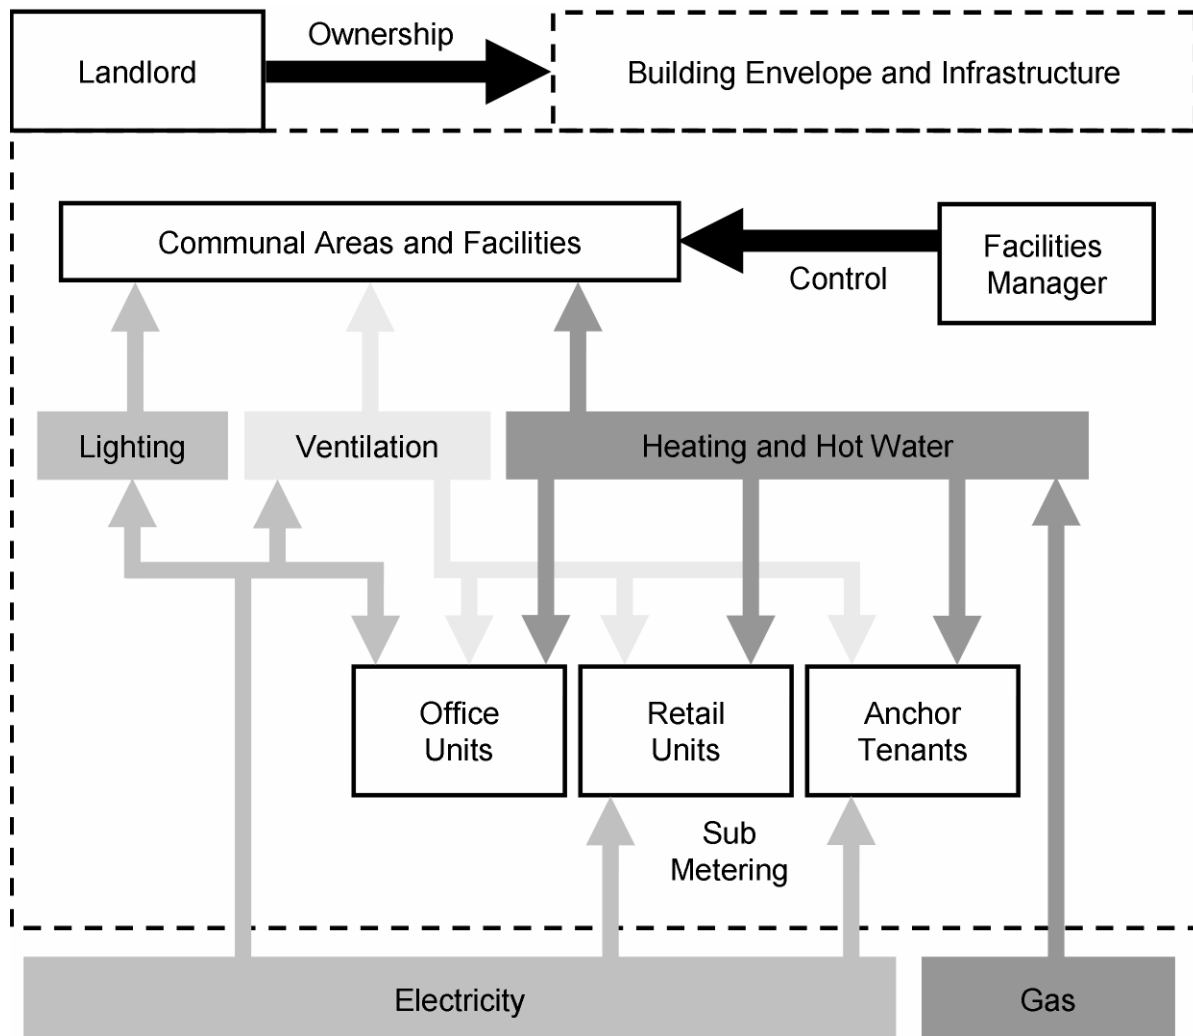 Ownership
Landlord
Building Envelope and Infrastructure
Communal Areas and Facilities
Facilities
Manager
Control
Lighting
Ventilation
Heating and Hot Water
Office
Units
Retail
Units
Anchor
Tenants
Sub
Metering
Electricity
Gas